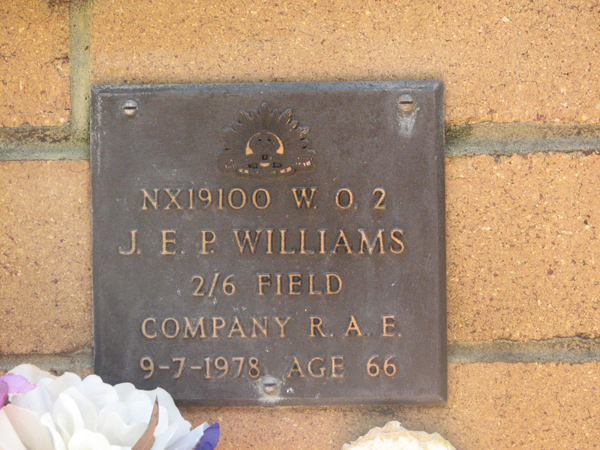 NX19100 W. O. 2
J. E. P. WILLIAMS
2/6 FIELD
COMPANY R. A. E.
9-7-1978 AGE 66